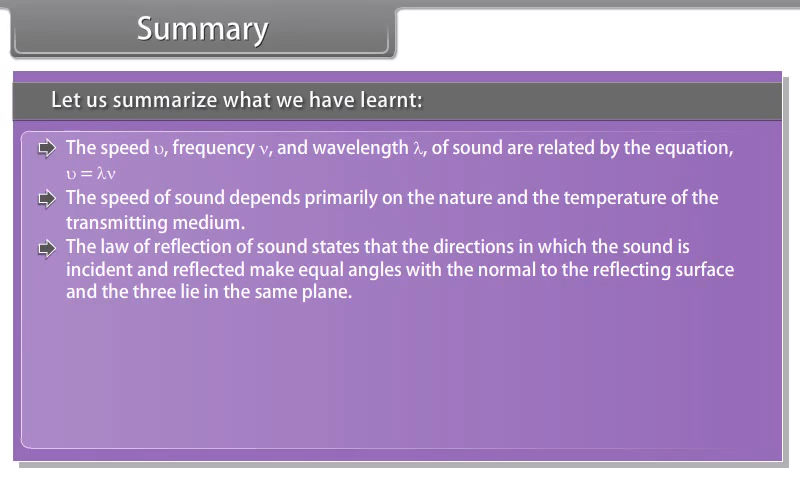 Summary
Let us summarize what we have learnt:
The speed υ, frequency ν, and wavelength λ, of sound are related by the equation,
υ = λν
The speed of sound depends primarily on the nature and the temperature of the
transmitting medium.
The law of reflection of sound states that the directions in which the sound is
incident and reflected make equal angles with the normal to the reflecting surface
and the three lie in the same plane.